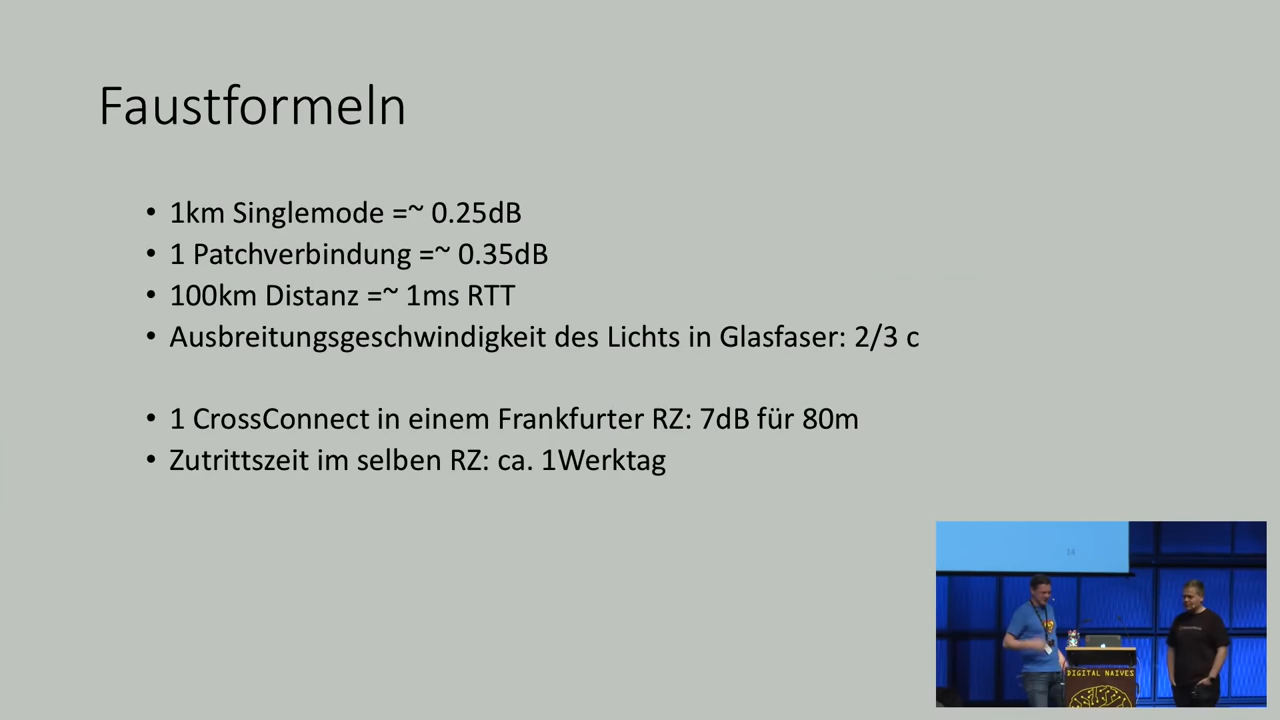 Faustformeln
• 1km Singlemode =~ 0.25dB
• 1 Patchverbindung =~ 0.35dB
• 100km Distanz =~ 1ms RTT
• Ausbreitungsgeschwindigkeit des Lichts in Glasfaser: 2/3 c
• 1 CrossConnect in einem Frankfurter RZ: 7dB für 80m
• Zutrittszeit im selben RZ: ca. 1Werktag
14
DIGITAL NAIVES